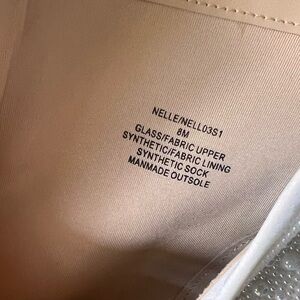 NELLE/NELL03S1
8M
GLASS/FABRIC UPPER
SYNTHETIC/FABRIC LINING
SYNTHETIC SOCK
MANMADE OUTSOLE